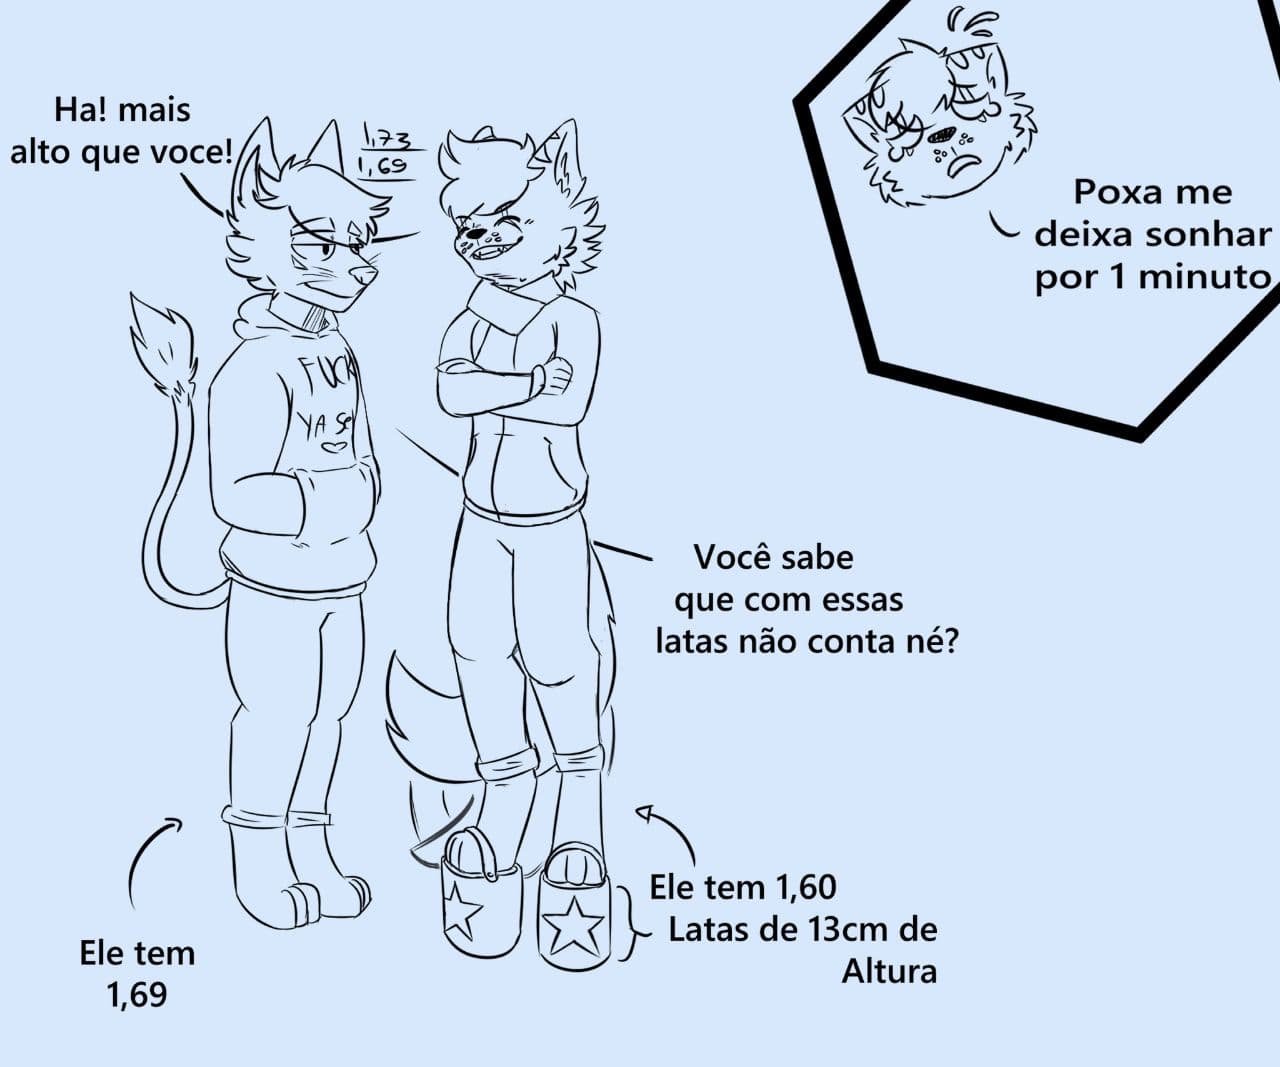 Ha! mais
alto que voce!
1,73
1,69
Poxa me
deixa sonhar
por 1 minuto
FUCK
YA SE
Você sabe
que com essas
latas não conta né?
Ele tem 1,60
Latas de 13cm de
Altura
Ele tem
1,69